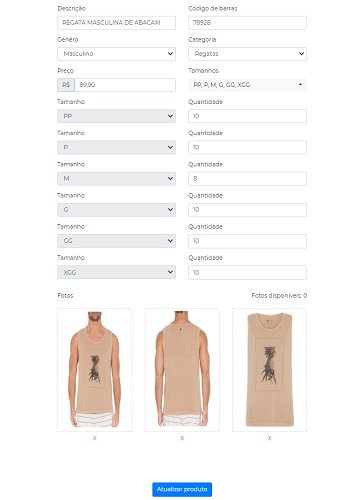 Descrição Código de barras
REGATA MASCULINA DE ABACAXI 78928
Genêro Categoria
Masculino Regatas
Preço Tamanhos
R$ 89,90 PP, P, M, G, GG, XGG
Tamanho Quantidade
PP 10
Tamanho Quantidade
P 10
Tamanho Quantidade
M 8
Tamanho Quantidade
G 10
Tamanho Quantidade
GG 10
Tamanho Quantidade
XGG 10
Fotos Fotos disponíveis: 0
X X X
Atualizar produto